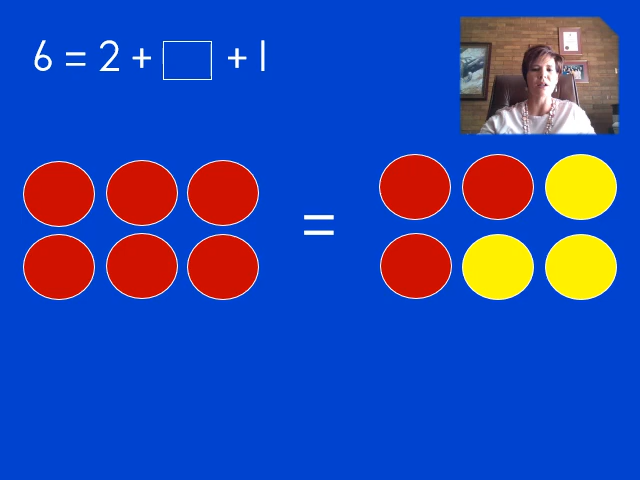 6 = 2 + □ + 1
=